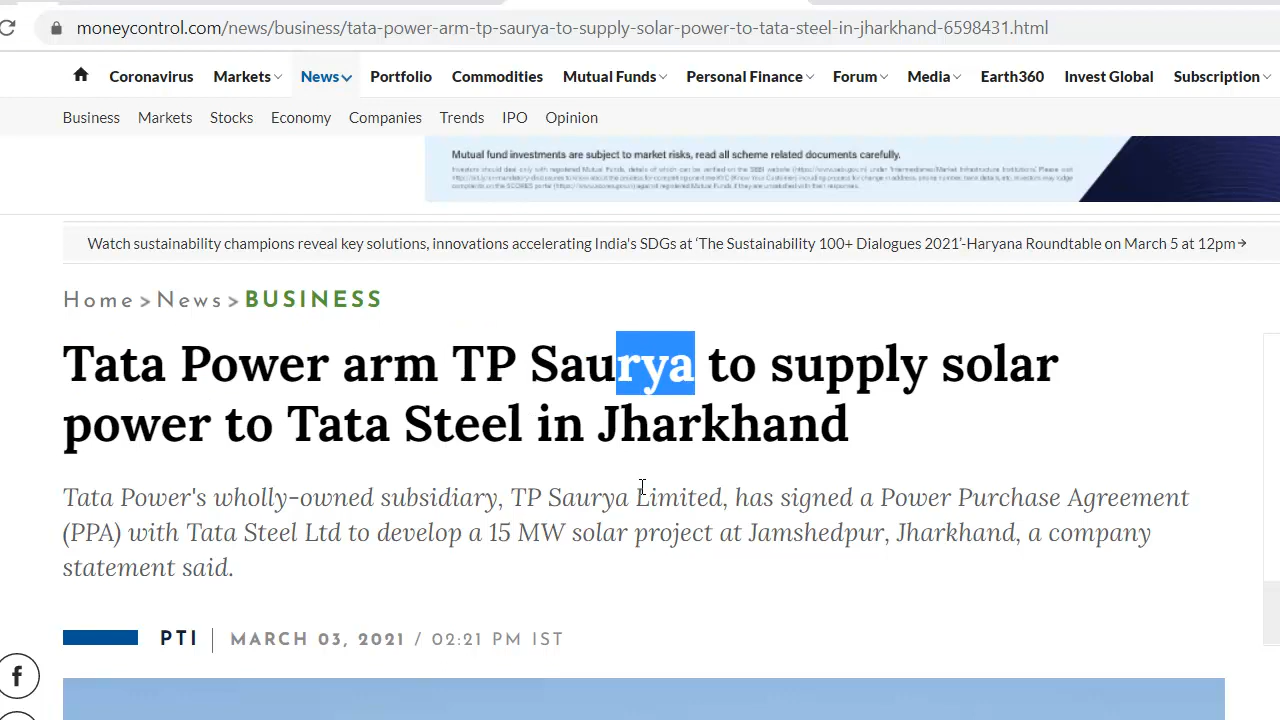 moneycontrol.com/news/business/tata-power-arm-tp-saurya-to-supply-solar-power-to-tata-steel-in-jharkhand-6598431.html
Coronavirus Markets News Portfolio Commodities Mutual Funds Personal Finance Forum Media Earth360 Invest Global Subscription
Business Markets Stocks Economy Companies Trends IPO Opinion
Mutual fund investments are subject to market risks, read all scheme related documents carefully.
Watch sustainability champions reveal key solutions, innovations accelerating India's SDGs at ‘The Sustainability 100+ Dialogues 2021’-Haryana Roundtable on March 5 at 12pm→
Home > News > BUSINESS
Tata Power arm TP Saurya to supply solar
power to Tata Steel in Jharkhand
Tata Power's wholly-owned subsidiary, TP Saurya Limited, has signed a Power Purchase Agreement
(PPA) with Tata Steel Ltd to develop a 15 MW solar project at Jamshedpur, Jharkhand, a company
statement said.
PTI | MARCH 03, 2021 / 02:21 PM IST
f